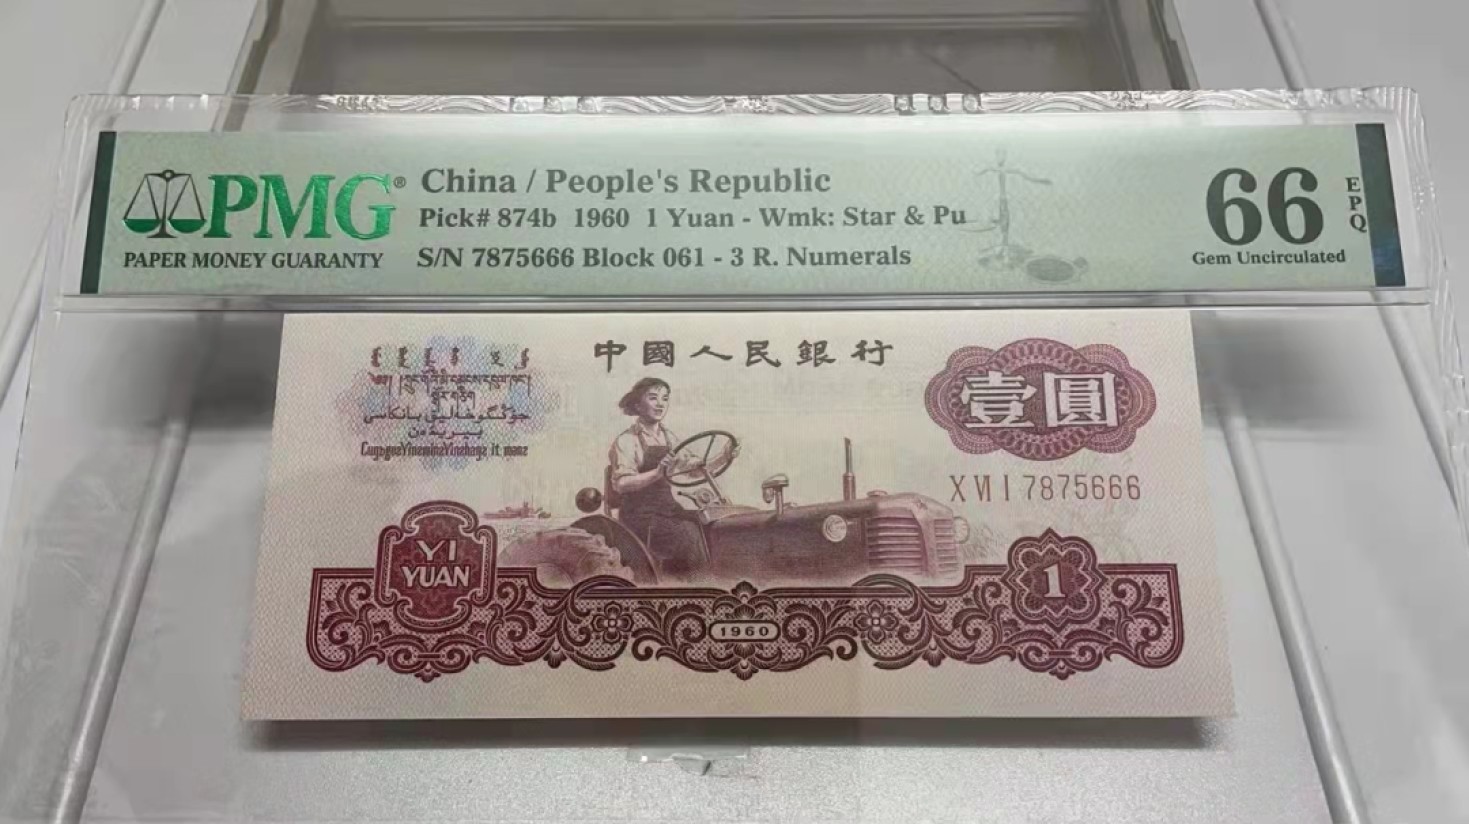 PMG®
PAPER MONEY GUARANTY
China / People's Republic
Pick# 874b 1960 1 Yuan - Wmk: Star & Pu
S/N 7875666 Block 061 - 3 R. Numerals
66
EPQ
Gem Uncirculated
中國人民銀行
壹圓
X VI I 7875666
YI
YUAN
1
1960